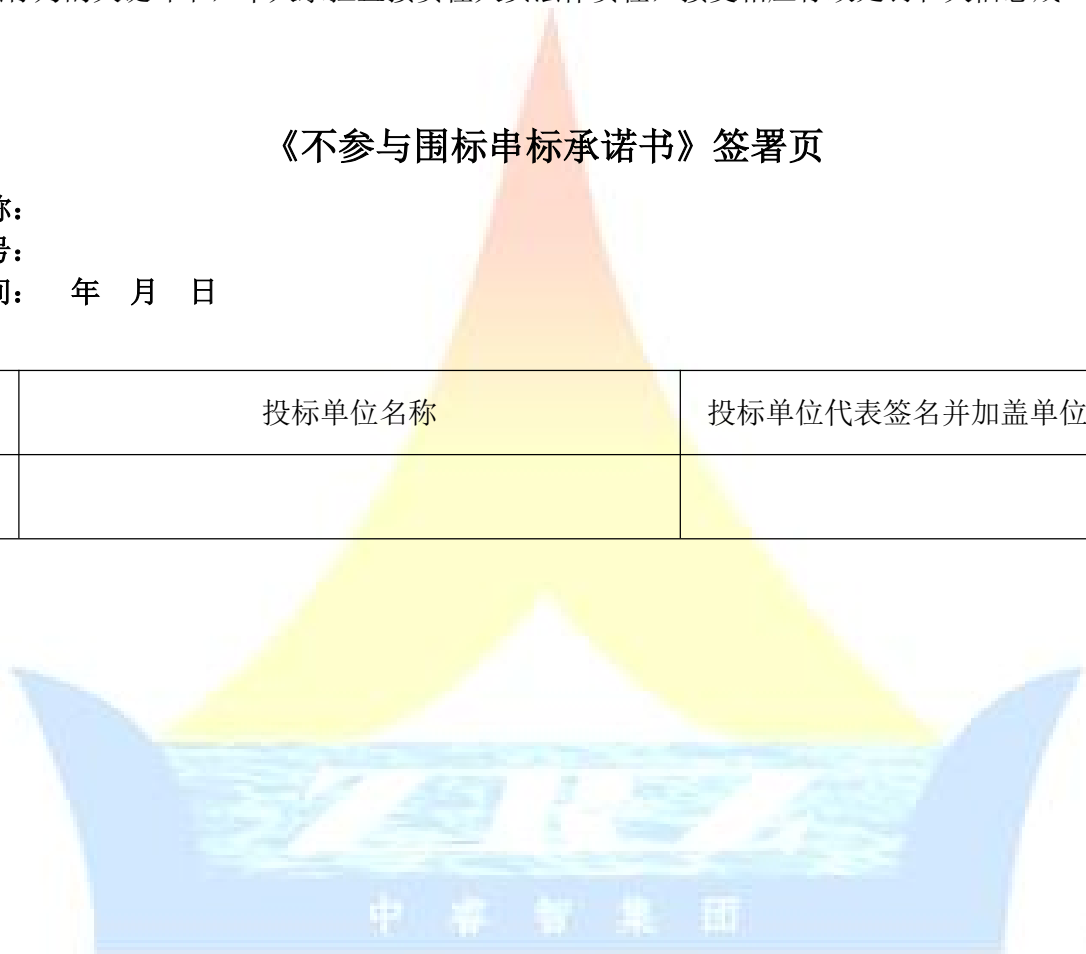 《不参与围标串标承诺书》签署页
称：
号：
间： 年 月 日
投标单位名称
投标单位代表签名并加盖单位
ZRZ
中睿智集团